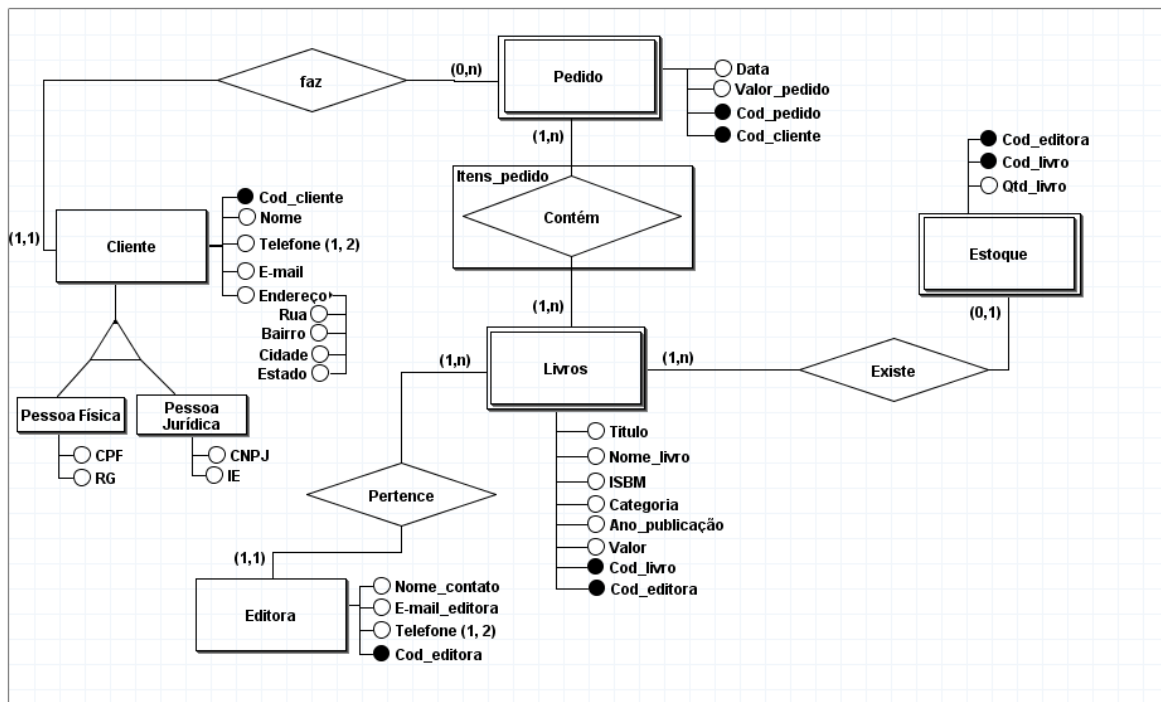 faz
(0,n)
Pedido
Data
Valor_pedido
Cod_pedido
Cod_cliente
(1,n)
Itens_pedido
Contém
(1,n)
Cod_editora
Cod_livro
Qtd_livro
Estoque
(0,1)
(1,1)
Cliente
Cod_cliente
Nome
Telefone (1, 2)
E-mail
Endereço
Rua
Bairro
Cidade
Estado
Pessoa Física
CPF
RG
Pessoa
Jurídica
CNPJ
IE
(1,n)
Livros
(1,n)
Existe
Titulo
Nome_livro
ISBM
Categoria
Ano_publicação
Valor
Cod_livro
Cod_editora
Pertence
(1,1)
Editora
Nome_contato
E-mail_editora
Telefone (1, 2)
Cod_editora